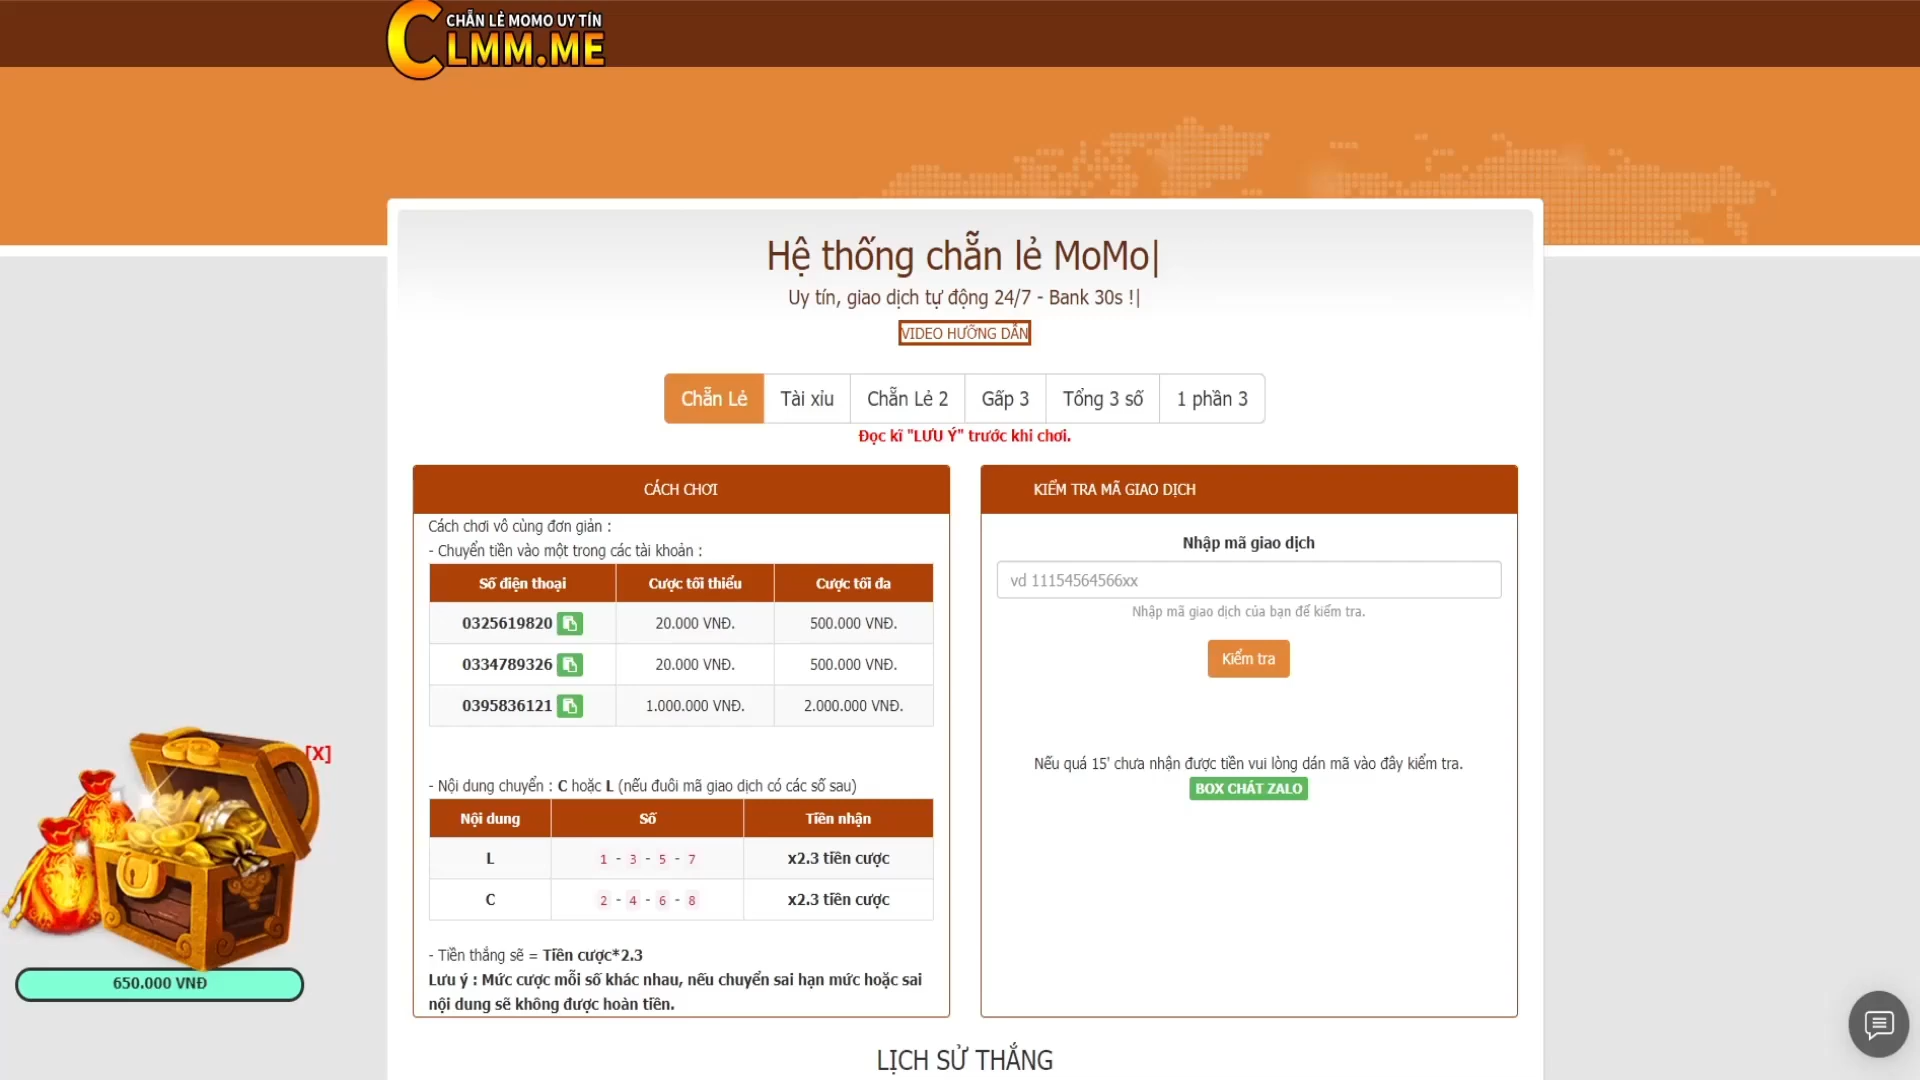 CHẴN LẺ MOMO UY TÍN
CLMM.ME
Hệ thống chẵn lẻ MoMo|
Uy tín, giao dịch tự động 24/7 - Bank 30s !|
VIDEO HƯỚNG DẪN
Chẵn Lẻ
Tài xỉu
Chẵn Lẻ 2
Gấp 3
Tổng 3 số
1 phần 3
Đọc kĩ "LƯU Ý" trước khi chơi.
CÁCH CHƠI
Cách chơi vô cùng đơn giản :
- Chuyển tiền vào một trong các tài khoản :
Số điện thoại Cược tối thiểu Cược tối đa
0325619820 20.000 VNĐ. 500.000 VNĐ.
0334789326 20.000 VNĐ. 500.000 VNĐ.
0395836121 1.000.000 VNĐ. 2.000.000 VNĐ.
- Nội dung chuyển : C hoặc L (nếu đuôi mã giao dịch có các số sau)
Nội dung Số Tiền nhận
L 1 - 3 - 5 - 7 x2.3 tiền cược
C 2 - 4 - 6 - 8 x2.3 tiền cược
- Tiền thắng sẽ = Tiền cược*2.3
Lưu ý : Mức cược mỗi số khác nhau, nếu chuyển sai hạn mức hoặc sai
nội dung sẽ không được hoàn tiền.
KIỂM TRA MÃ GIAO DỊCH
Nhập mã giao dịch
vd 11154564566xx
Nhập mã giao dịch của bạn để kiểm tra.
Kiểm tra
Nếu quá 15' chưa nhận được tiền vui lòng dán mã vào đây kiểm tra.
BOX CHÁT ZALO
[X]
650.000 VNĐ
LỊCH SỬ THẮNG